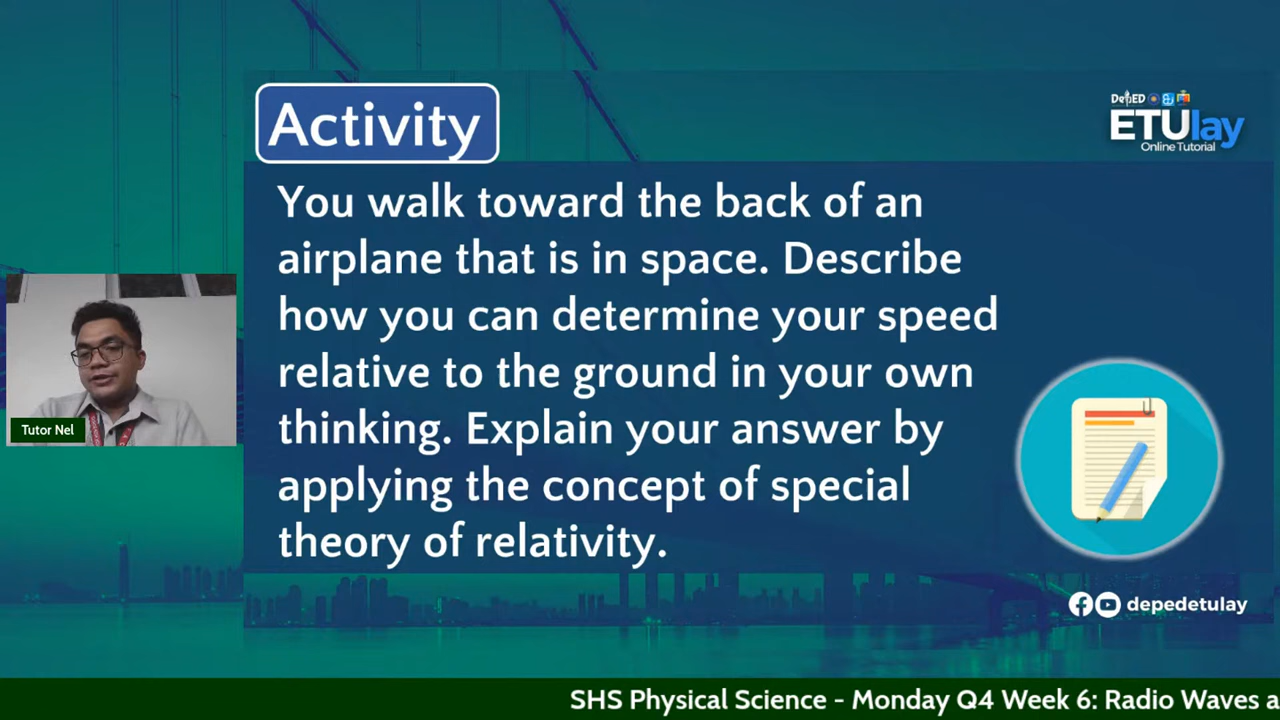 Activity
DepED
ETUlay
Online Tutorial
You walk toward the back of an
airplane that is in space. Describe
how you can determine your speed
relative to the ground in your own
thinking. Explain your answer by
applying the concept of special
theory of relativity.
Tutor Nel
depedetulay
SHS Physical Science - Monday Q4 Week 6: Radio Waves a